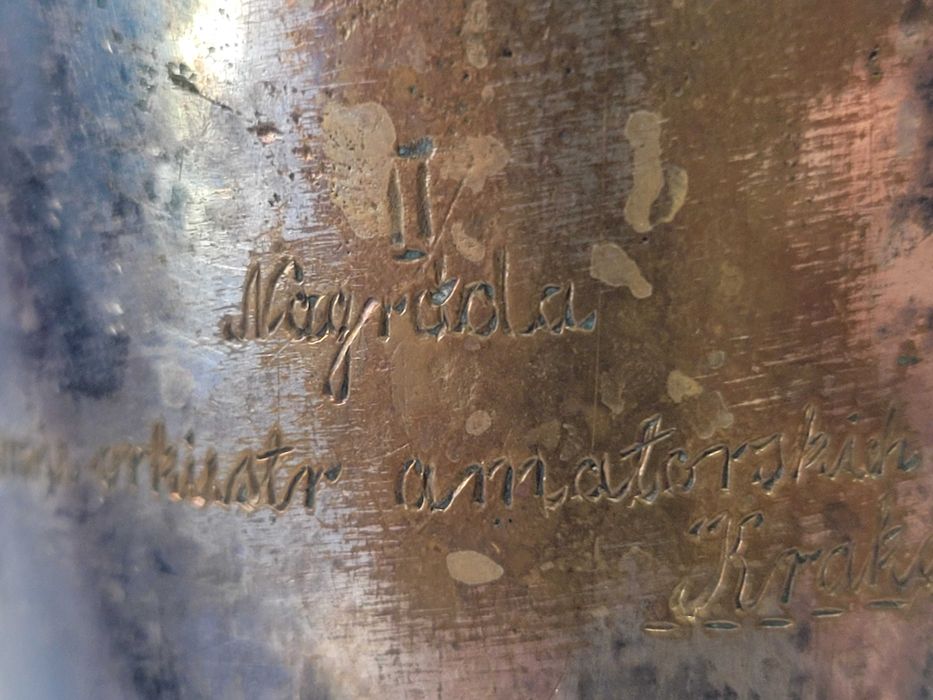 II
Nagroda
orkiestr amatorskich